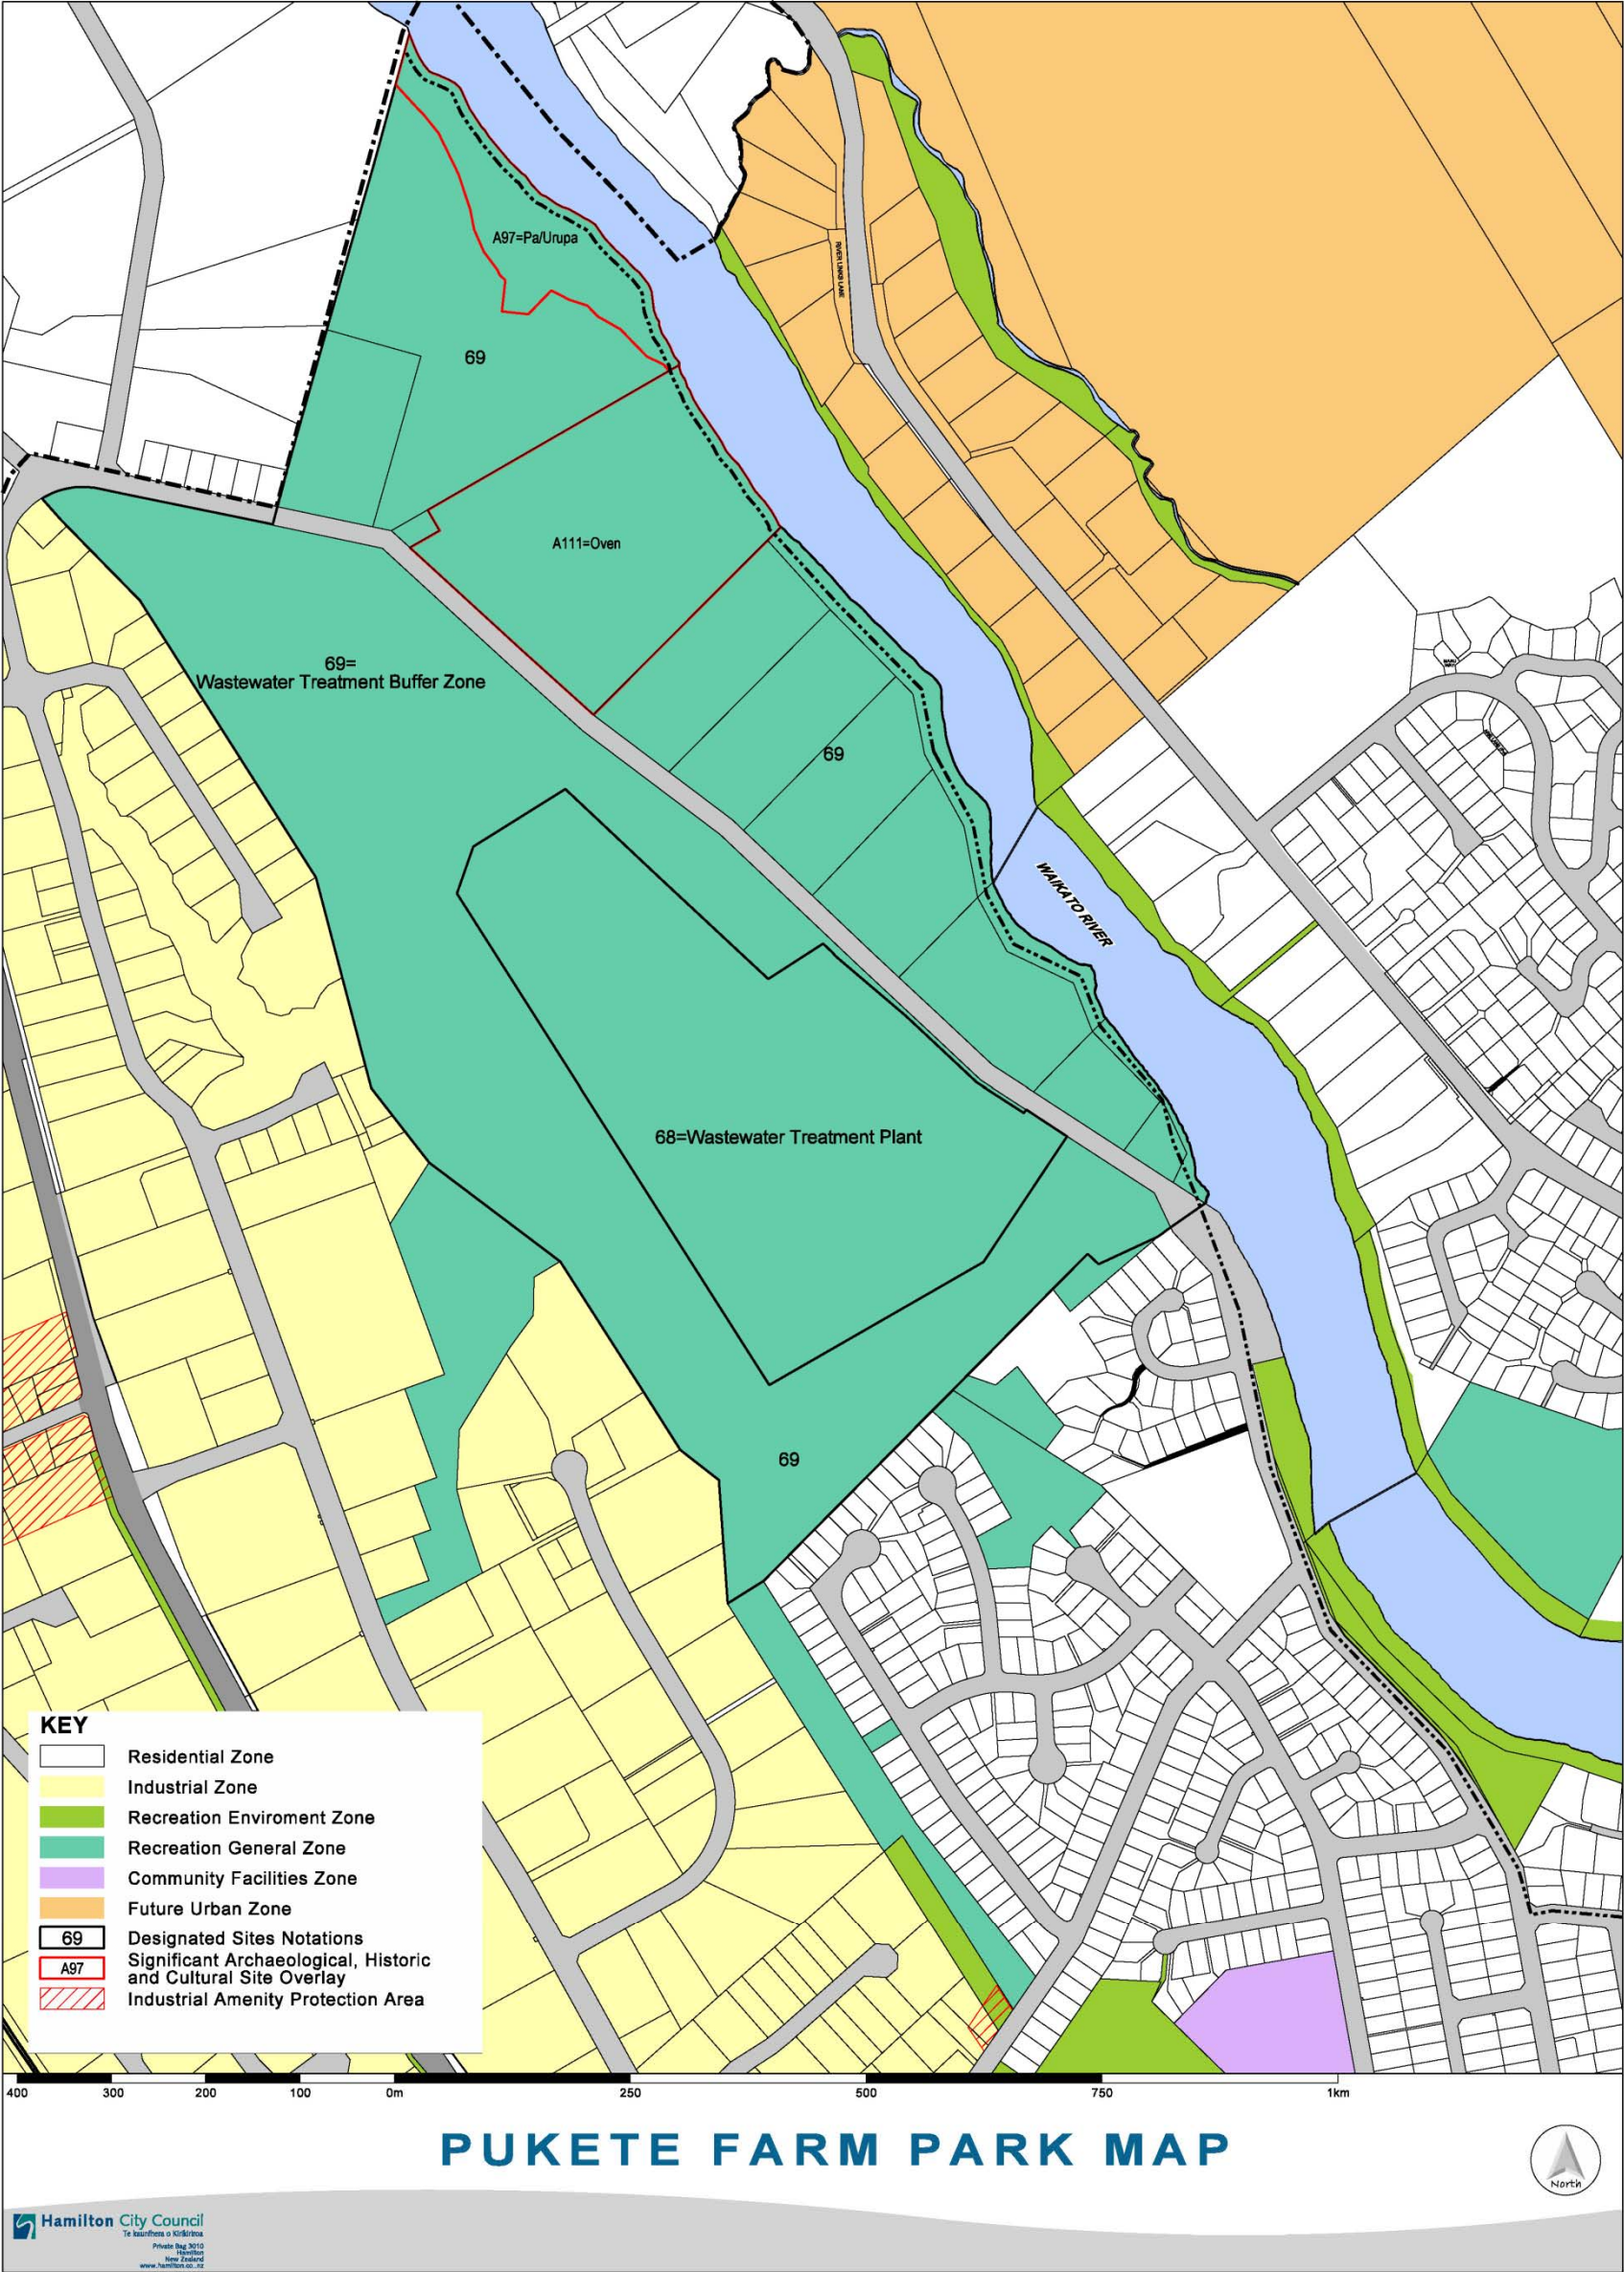 A97=Pa/Urupa
RIVER LINKS LANE
69
A111=Oven
69=
Wastewater Treatment Buffer Zone
69
WAIKATO RIVER
68=Wastewater Treatment Plant
69
KEY
Residential Zone
Industrial Zone
Recreation Enviroment Zone
Recreation General Zone
Community Facilities Zone
Future Urban Zone
69 Designated Sites Notations
A97 Significant Archaeological, Historic
and Cultural Site Overlay
Industrial Amenity Protection Area
400 300 200 100 0m 250 500 750 1km
PUKETE FARM PARK MAP
North
Hamilton City Council
Te kaunihera o Kirikiriroa
Private Bag 3010
Hamilton
New Zealand
www.hamilton.co.nz